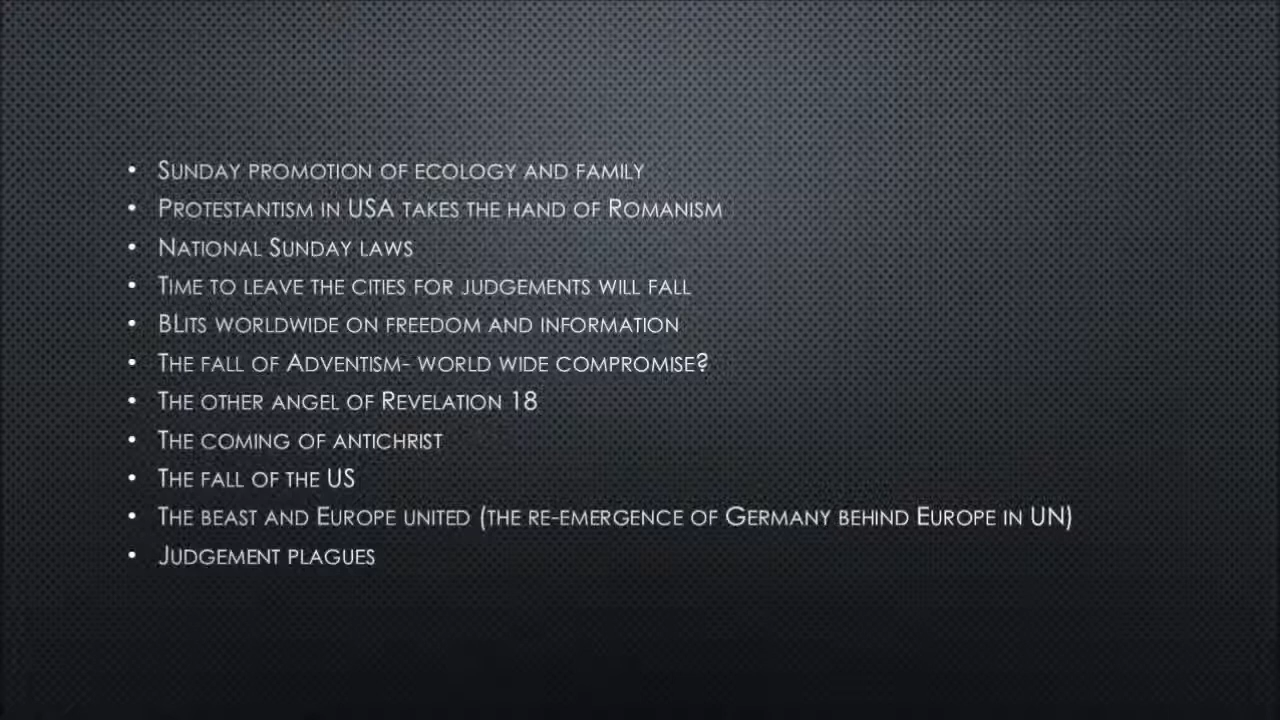 • Sunday promotion of ecology and family
• Protestantism in USA takes the hand of Romanism
• National Sunday laws
• Time to leave the cities for judgements will fall
• BLits worldwide on freedom and information
• The fall of Adventism- world wide compromise?
• The other angel of Revelation 18
• The coming of antichrist
• The fall of the US
• The beast and Europe united (the re-emergence of Germany behind Europe in UN)
• Judgement plagues